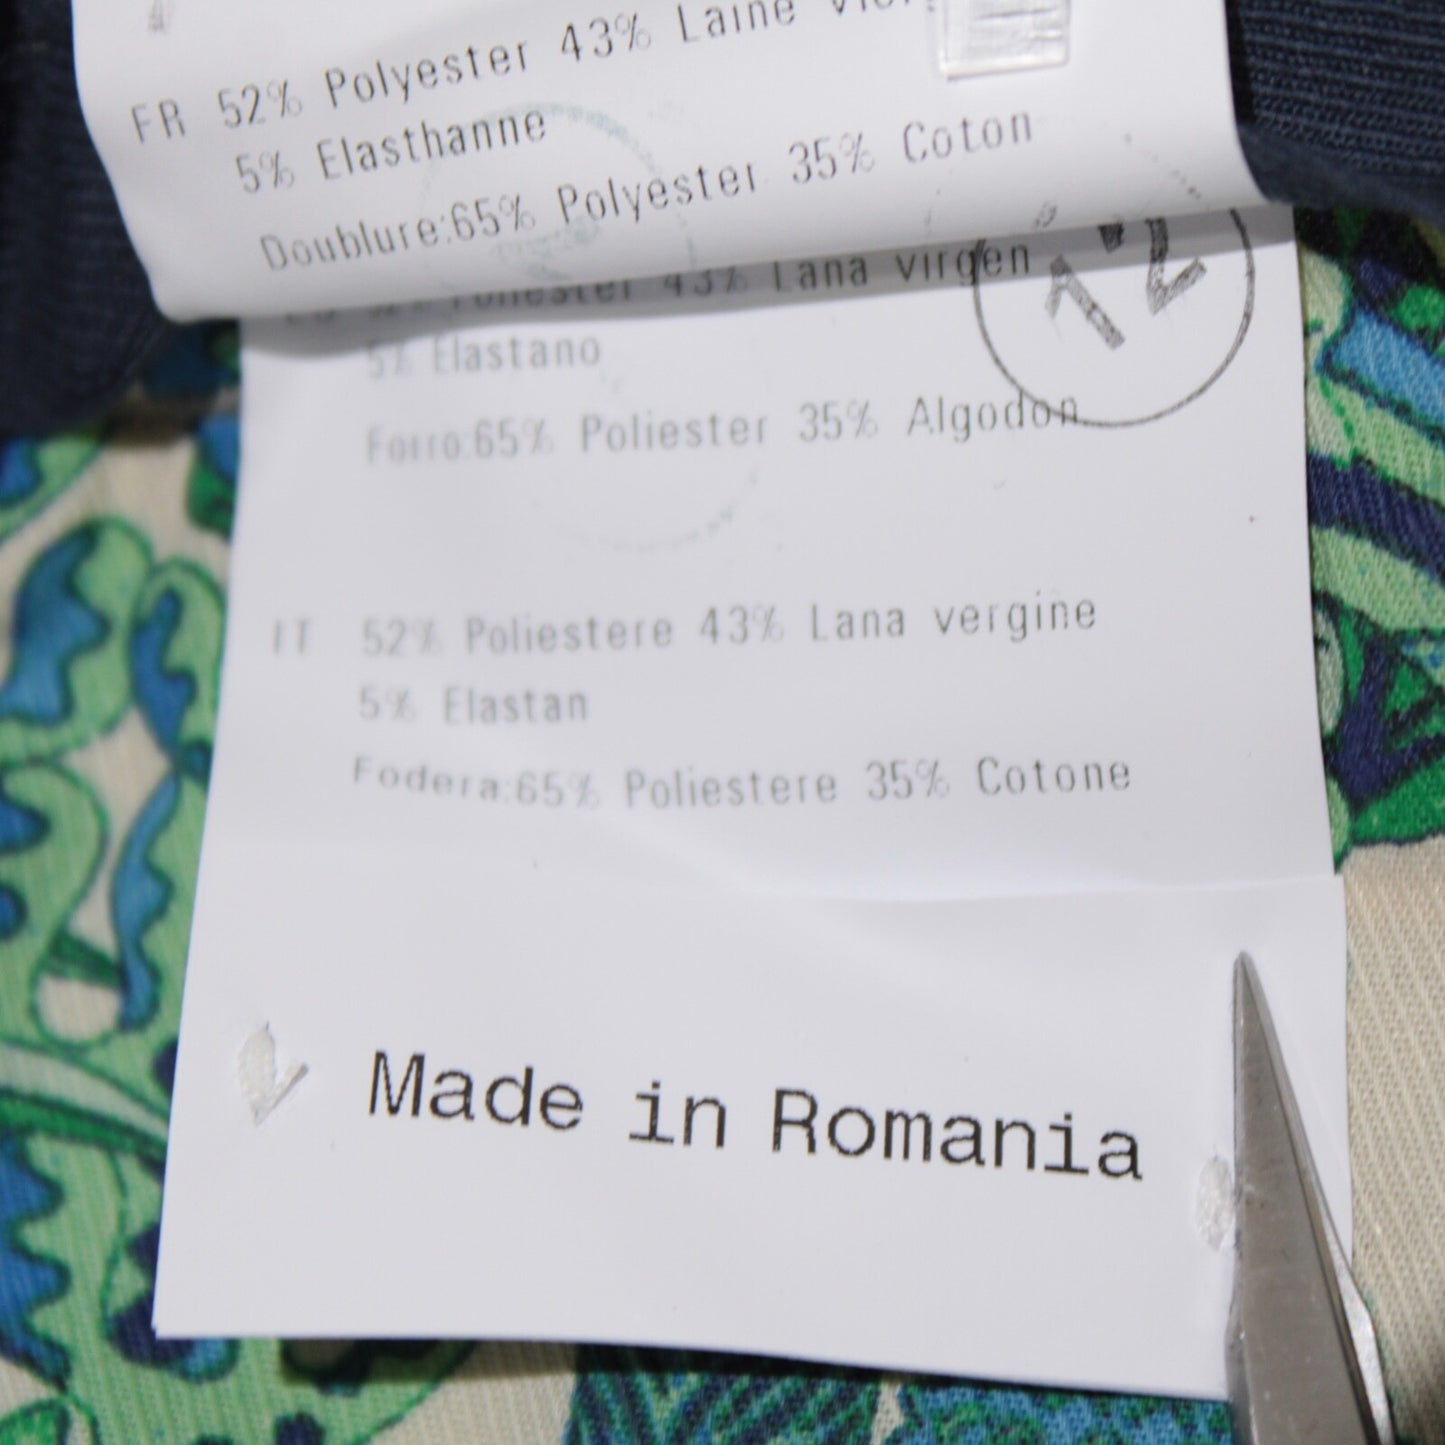 FR 52% Polyester 43% Laine
5% Elasthanne
Doublure:65% Polyester 35% Coton
Poliester 43% Lana virgen
5% Elastano
Forro:65% Poliester 35% Algodon
12
IT 52% Poliestere 43% Lana vergine
5% Elastan
Fodera:65% Poliestere 35% Cotone
Made in Romania